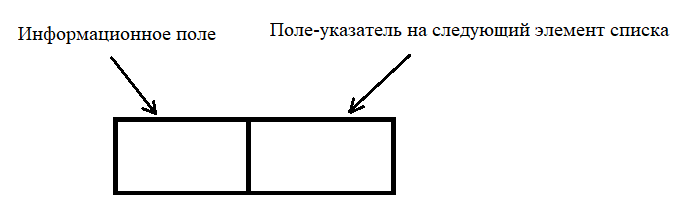 Информационное поле
Поле-указатель на следующий элемент списка